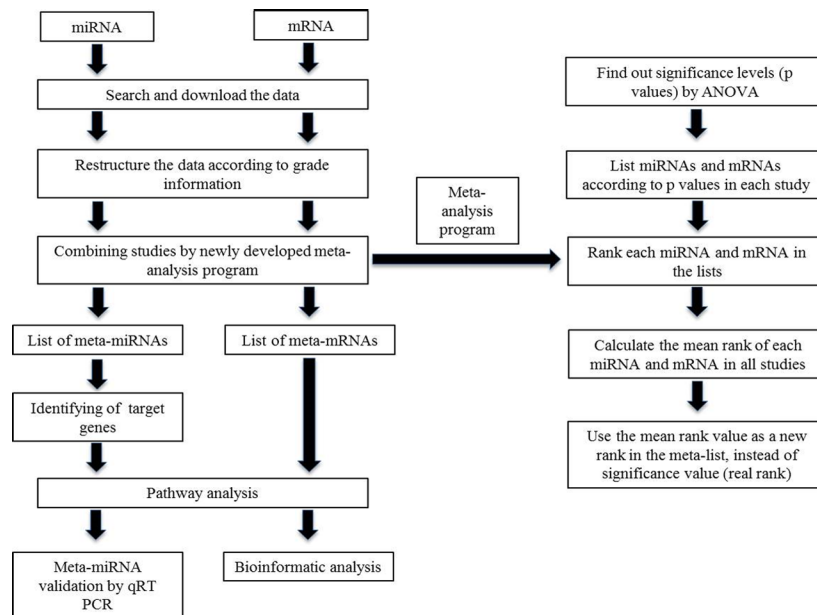 miRNA
mRNA
Search and download the data
Restructure the data according to grade
information
Combining studies by newly developed meta-
analysis program
List of meta-miRNAs
List of meta-mRNAs
Identifying of target
genes
Pathway analysis
Meta-miRNA
validation by qRT
PCR
Bioinformatic analysis
Meta-
analysis
program
Find out significance levels (p
values) by ANOVA
List miRNAs and mRNAs
according to p values in each study
Rank each miRNA and mRNA in
the lists
Calculate the mean rank of each
miRNA and mRNA in all studies
Use the mean rank value as a new
rank in the meta-list, instead of
significance value (real rank)